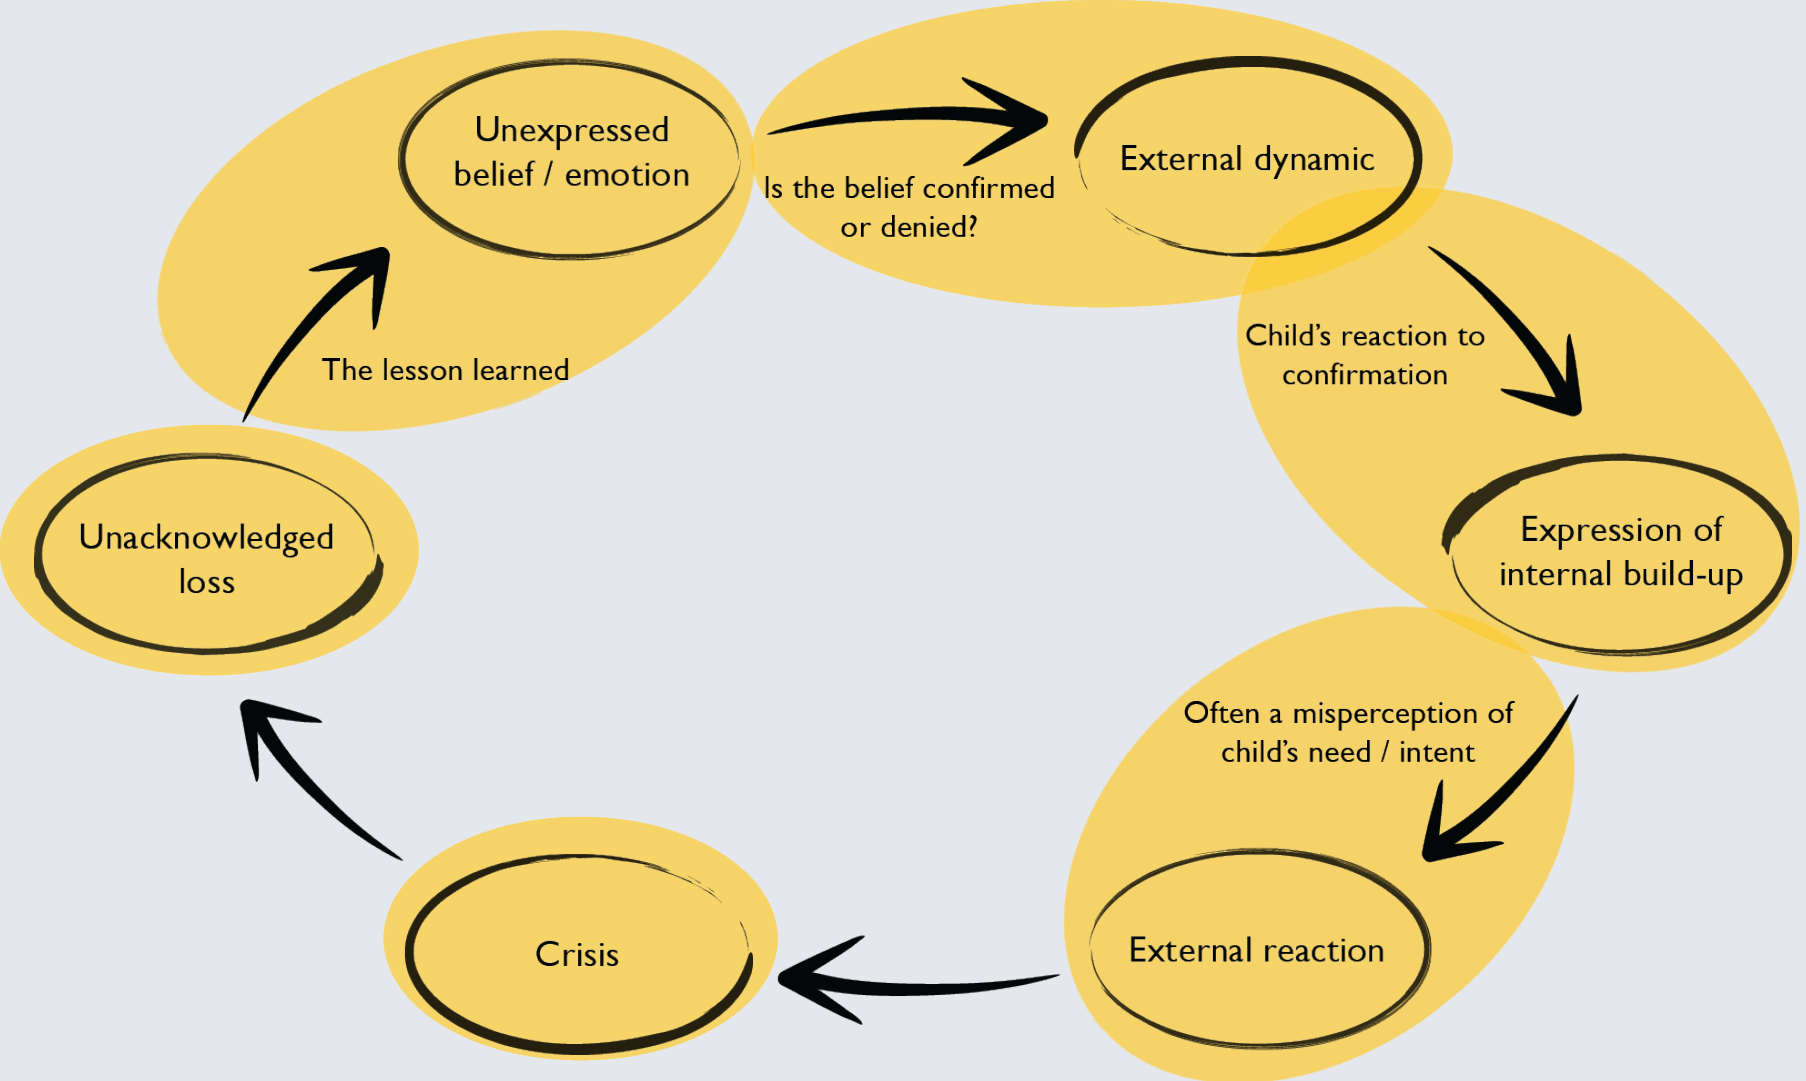 Unexpressed
belief / emotion
Is the belief confirmed
or denied?
External dynamic
Child’s reaction to
confirmation
Expression of
internal build-up
Often a misperception of
child’s need / intent
External reaction
Crisis
Unacknowledged
loss
The lesson learned